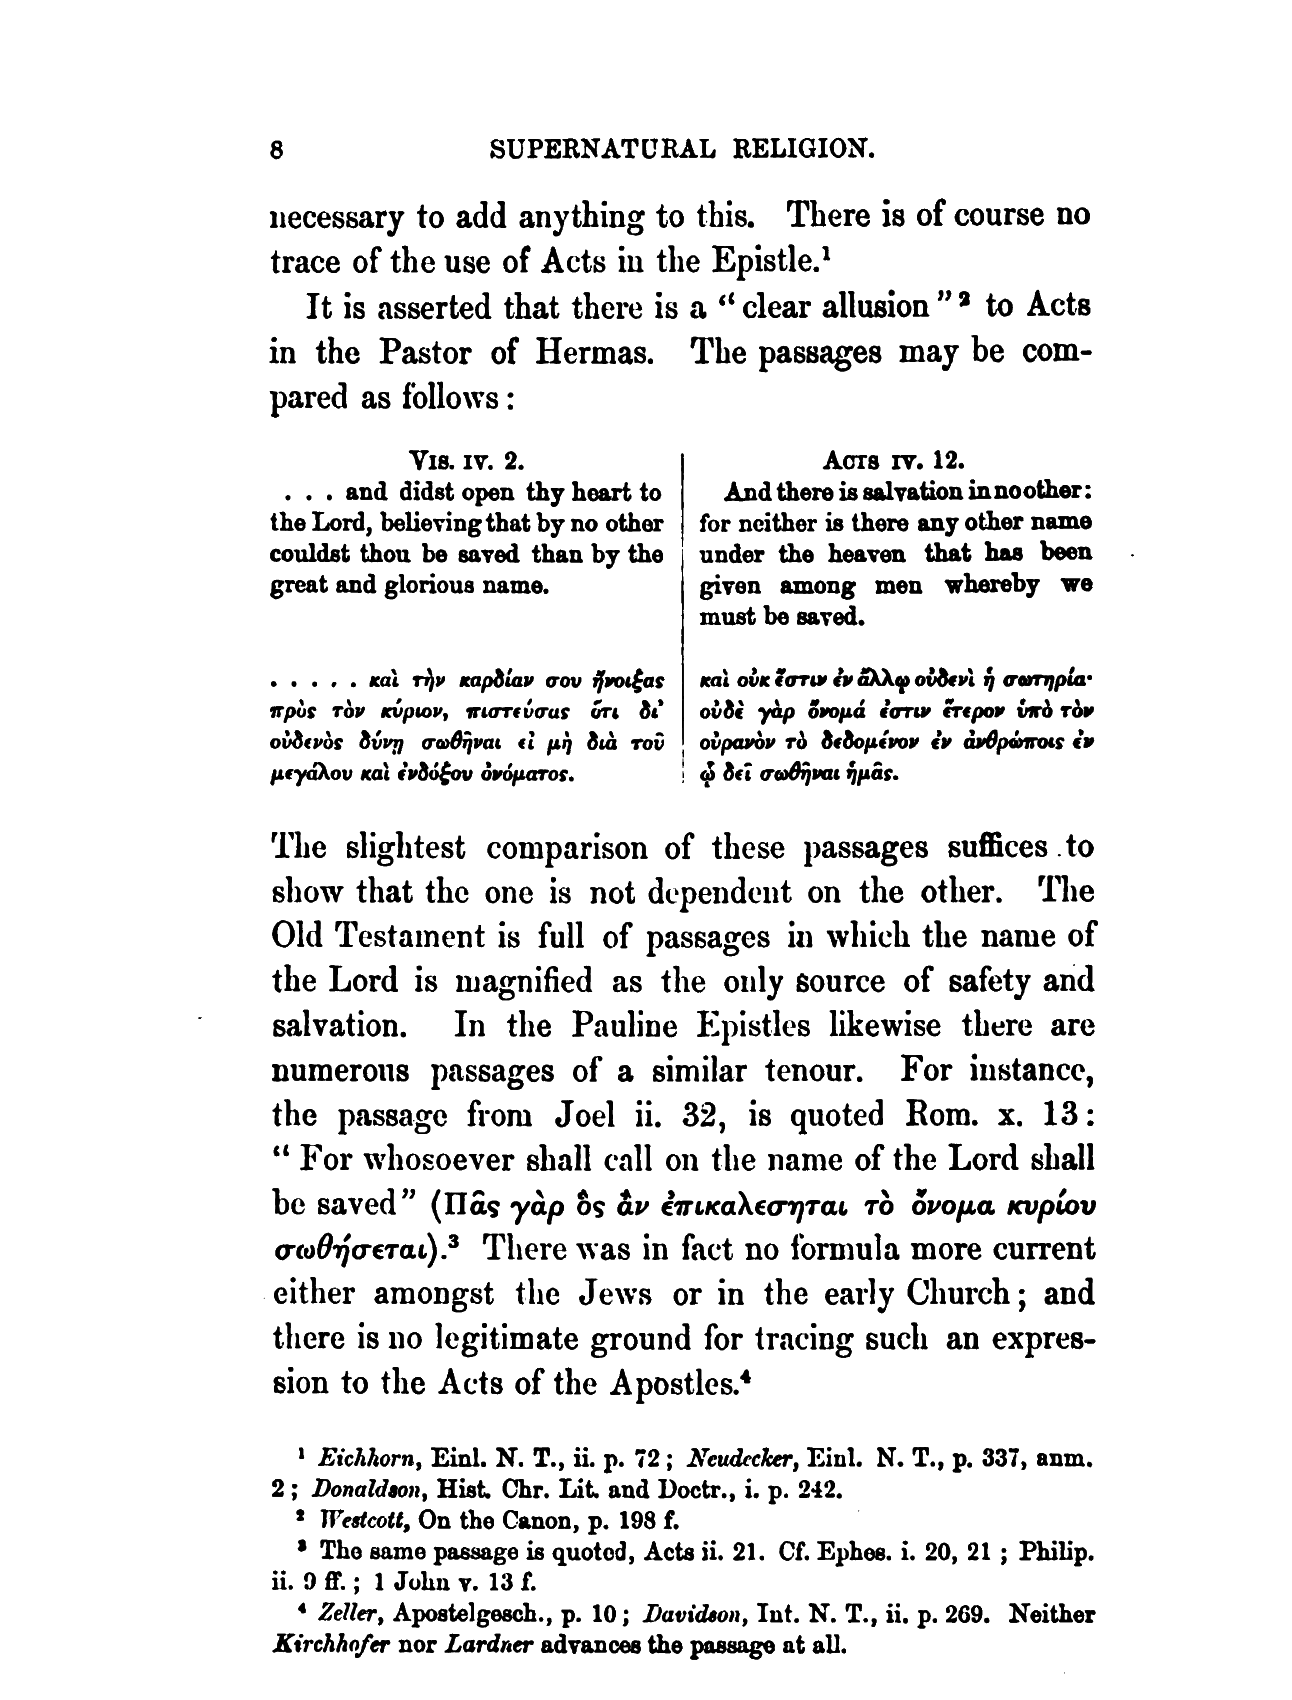 8 SUPERNATURAL RELIGION.
necessary to add anything to this. There is of course no
trace of the use of Acts in the Epistle.¹
It is asserted that there is a “clear allusion”² to Acts
in the Pastor of Hermas. The passages may be com-
pared as follows:
VIS. IV. 2.
. . . and didst open thy heart to
the Lord, believing that by no other
couldst thou be saved than by the
great and glorious name.
. . . . . καὶ τὴν καρδίαν σου ἤνοιξας
πρὸς τὸν κύριον, πιστεύσας ὅτι δι’
οὐδενὸς δύνῃ σωθῆναι εἰ μὴ διὰ τοῦ
μεγάλου καὶ ἐνδόξου ὀνόματος.
ACTS IV. 12.
And there is salvation in no other:
for neither is there any other name
under the heaven that has been
given among men whereby we
must be saved.
καὶ οὐκ ἔστιν ἐν ἄλλῳ οὐδενὶ ἡ σωτηρία·
οὐδὲ γὰρ ὄνομά ἐστιν ἕτερον ὑπὸ τὸν
οὐρανὸν τὸ δεδομένον ἐν ἀνθρώποις ἐν
ᾧ δεῖ σωθῆναι ἡμᾶς.
The slightest comparison of these passages suffices to
show that the one is not dependent on the other. The
Old Testament is full of passages in which the name of
the Lord is magnified as the only source of safety and
salvation. In the Pauline Epistles likewise there are
numerous passages of a similar tenour. For instance,
the passage from Joel ii. 32, is quoted Rom. x. 13:
“For whosoever shall call on the name of the Lord shall
be saved” (Πᾶς γὰρ ὃς ἂν ἐπικαλεσηται τὸ ὄνομα κυρίου
σωθήσεται).³ There was in fact no formula more current
either amongst the Jews or in the early Church; and
there is no legitimate ground for tracing such an expres-
sion to the Acts of the Apostles.⁴
¹ Eichhorn, Einl. N. T., ii. p. 72; Neudecker, Einl. N. T., p. 337, anm.
2; Donaldson, Hist. Chr. Lit. and Doctr., i. p. 242.
² Westcott, On the Canon, p. 198 f.
³ The same passage is quoted, Acts ii. 21. Cf. Ephes. i. 20, 21; Philip.
ii. 9 ff.; 1 John v. 13 f.
⁴ Zeller, Apostelgesch., p. 10; Davidson, Int. N. T., ii. p. 269. Neither
Kirchhofer nor Lardner advances the passage at all.